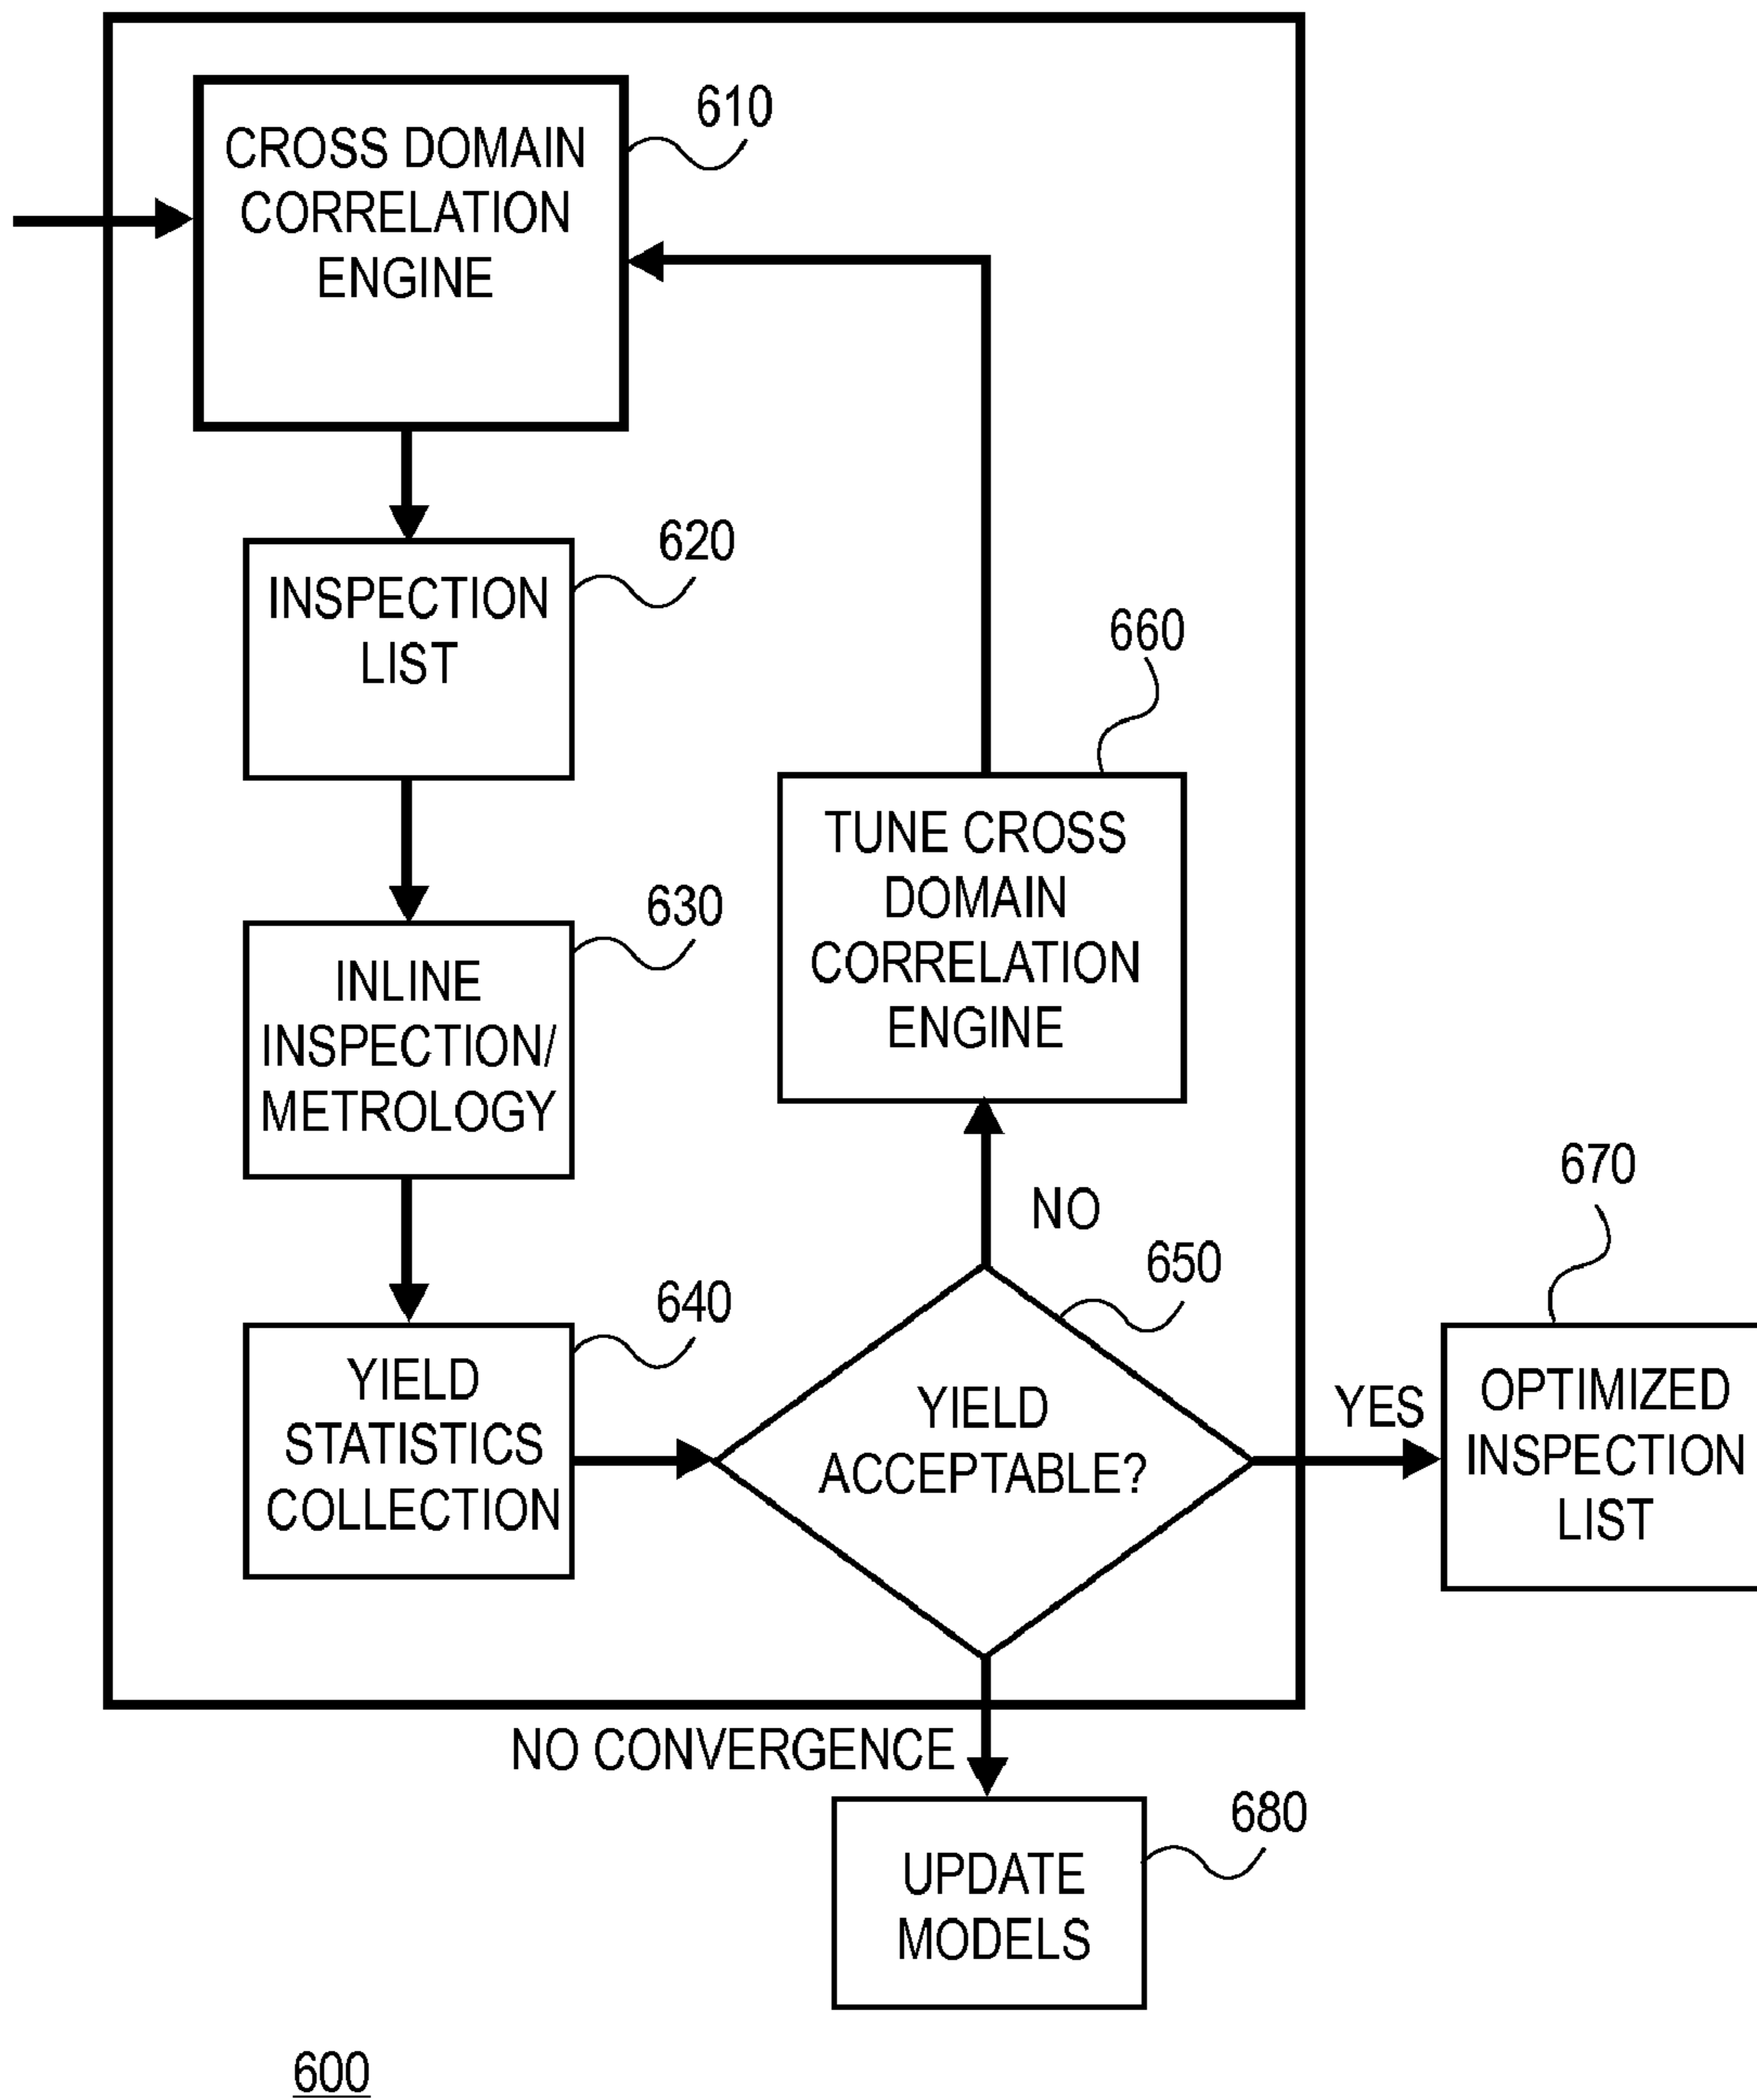 610
CROSS DOMAIN
CORRELATION
ENGINE
620
INSPECTION
LIST
660
TUNE CROSS
DOMAIN
CORRELATION
ENGINE
630
INLINE
INSPECTION/
METROLOGY
NO
650
670
640
YIELD
STATISTICS
COLLECTION
YIELD
ACCEPTABLE?
YES
OPTIMIZED
INSPECTION
LIST
NO CONVERGENCE
680
UPDATE
MODELS
600